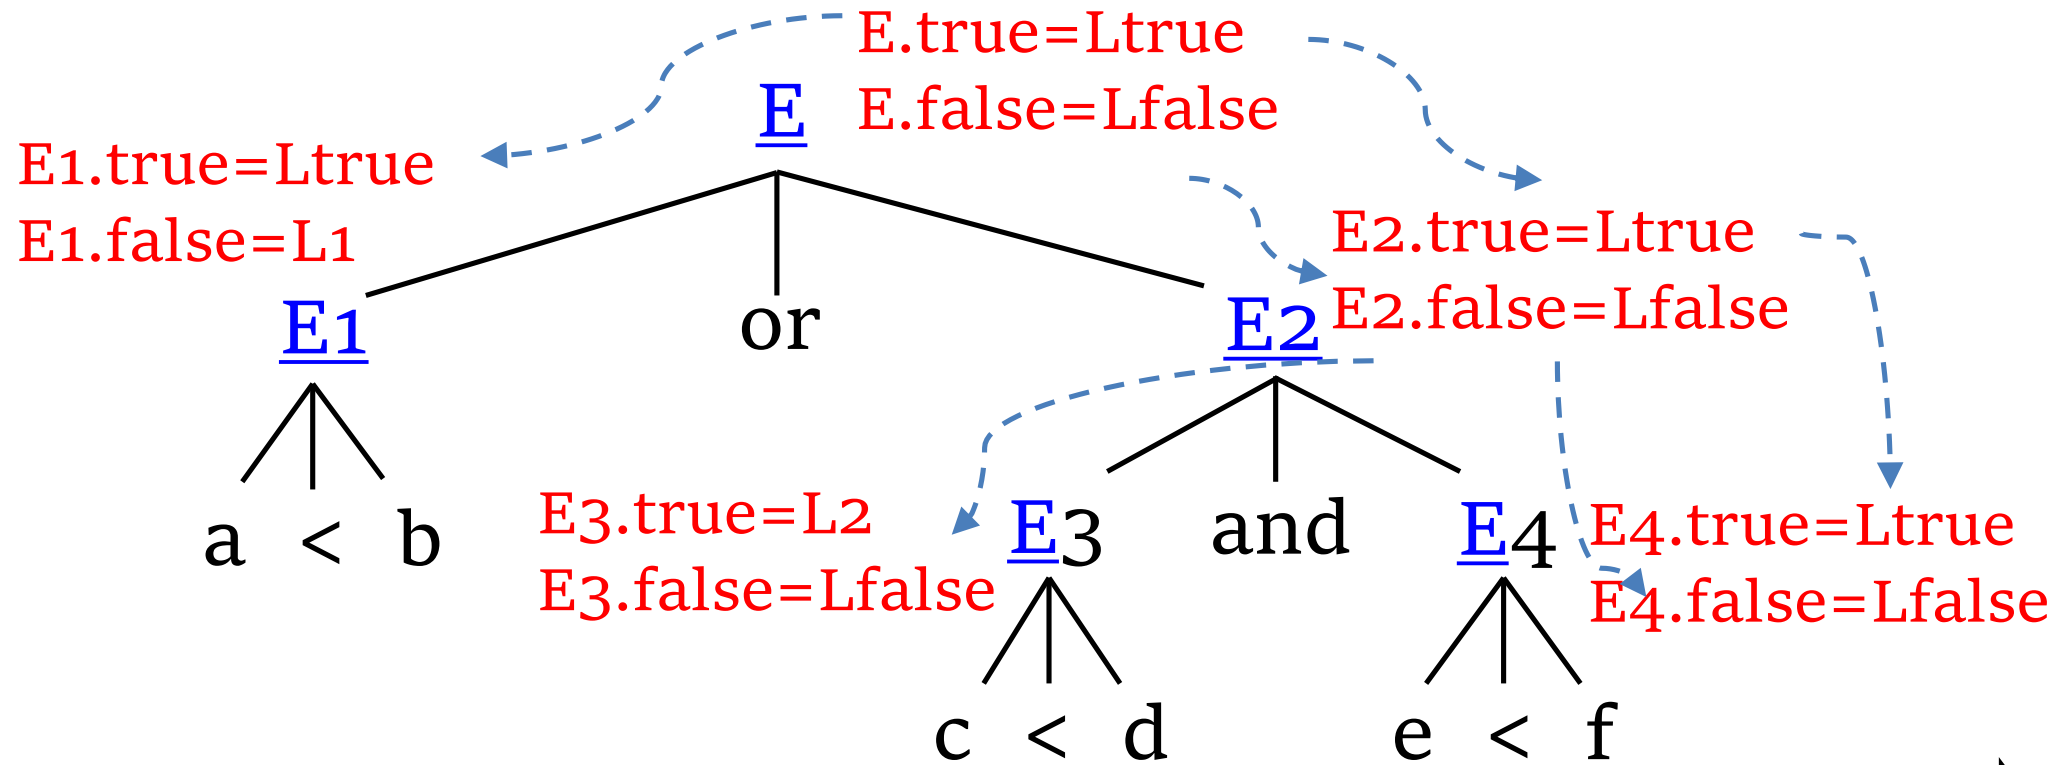 E.true=Ltrue
E
E.false=Lfalse
E1.true=Ltrue
E1.false=L1
E2.true=Ltrue
E2.false=Lfalse
E1 or E2
E3.true=L2
E3.false=Lfalse
E3 and E4
E4.true=Ltrue
E4.false=Lfalse
a < b
c < d
e < f